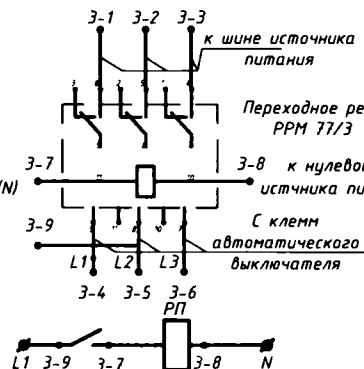 3-1 3-2 3-3
к шине источника
питания
Переходное ре
РРМ 77/3
3-7 3-8
(N)
к нулево
истчника пи
3-9
С клемм
автоматического
выключателя
L1 L2 L3
3-4 3-5 3-6
РП
L1 3-9 3-7 3-8 N